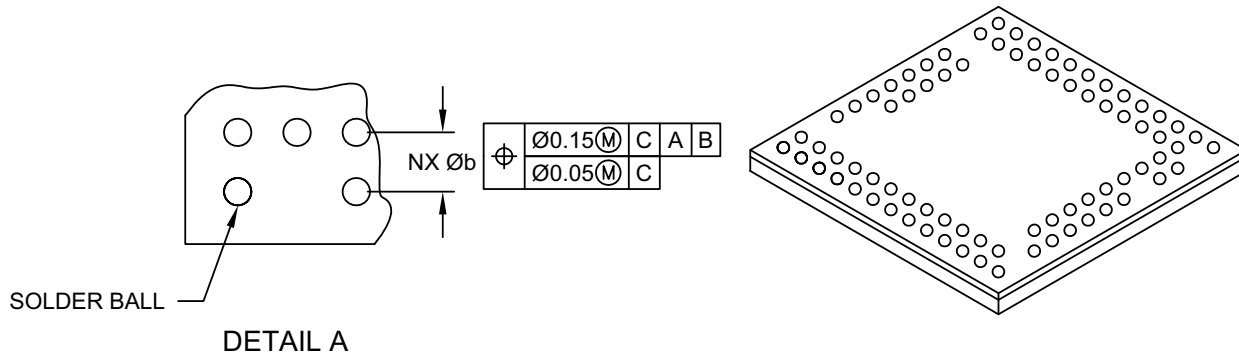 NX Øb
⌖ Ø0.15Ⓜ C A B
Ø0.05Ⓜ C
SOLDER BALL
DETAIL A